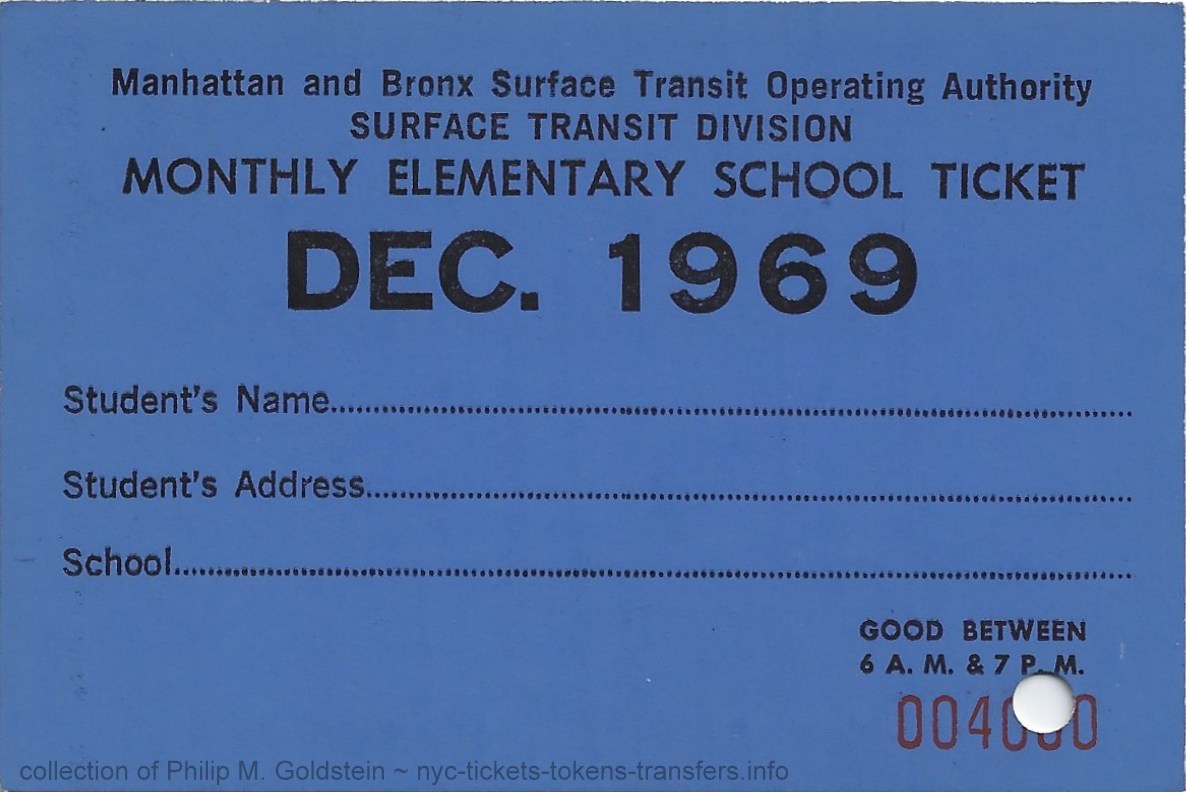 Manhattan and Bronx Surface Transit Operating Authority
SURFACE TRANSIT DIVISION
MONTHLY ELEMENTARY SCHOOL TICKET
DEC. 1969
Student's Name
Student's Address
School
GOOD BETWEEN
6 A. M. & 7 P. M.
collection of Philip M. Goldstein ~ nyc-tickets-tokens-transfers.info